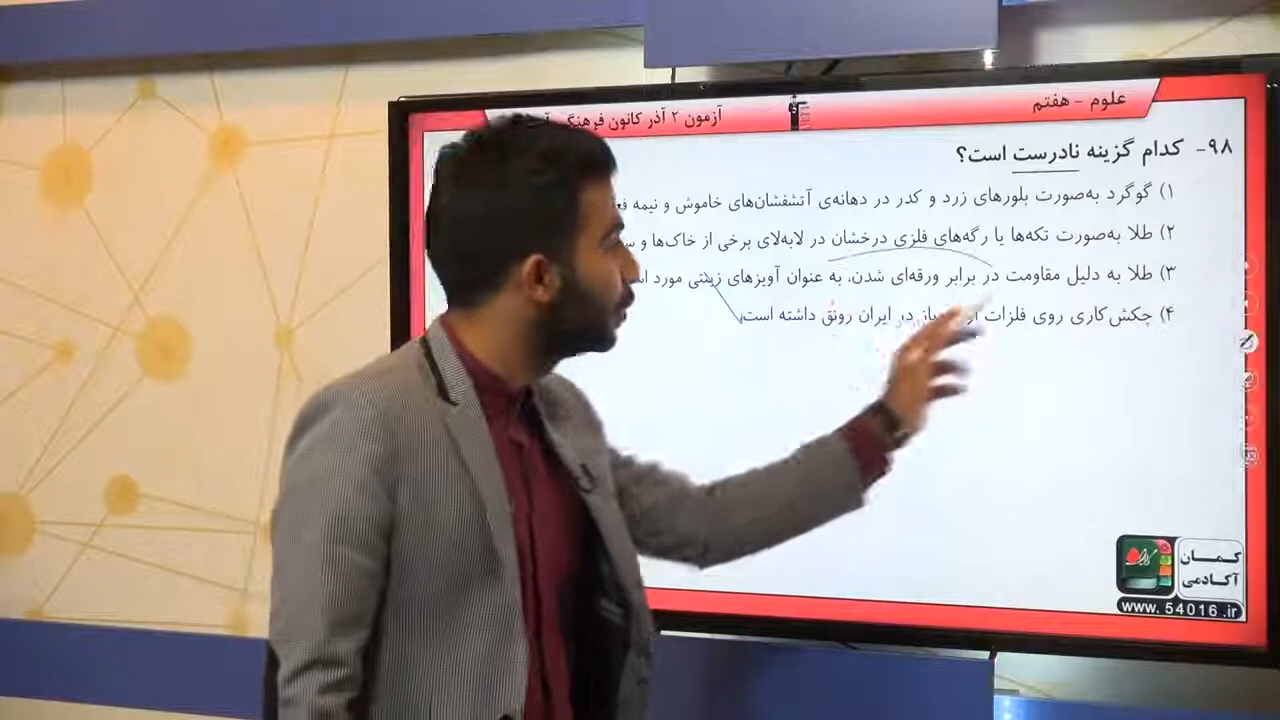 علوم - هفتم
آزمون ۲ آذر کانون فرهنگی
۹۸- کدام گزینه نادرست است؟
۱) گوگرد به‌صورت بلورهای زرد و کدر در دهانه‌ی آتشفشان‌های خاموش و نیمه
۲) طلا به‌صورت تکه‌ها یا رگه‌های فلزی درخشان در لابه‌لای برخی از خاک‌ها و
۳) طلا به دلیل مقاومت در برابر ورقه‌ای شدن، به عنوان آویزهای زینتی مورد
۴) چکش‌کاری روی فلزات از دیرباز در ایران رونق داشته است.
کمان
آکادمی
www. 54016 .ir